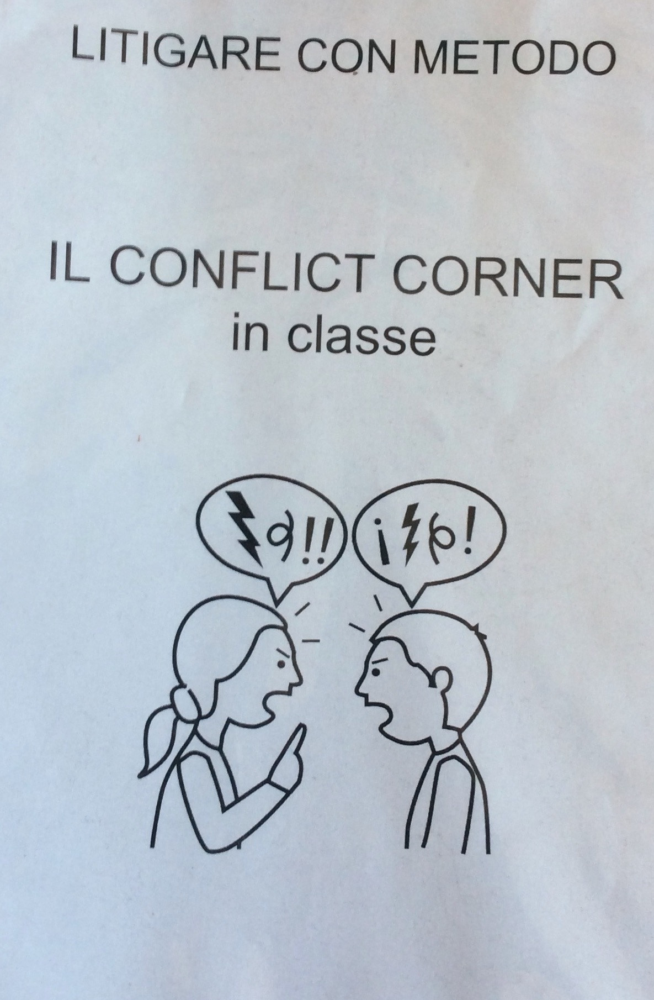 LITIGARE CON METODO
IL CONFLICT CORNER
in classe
!! ¡ !